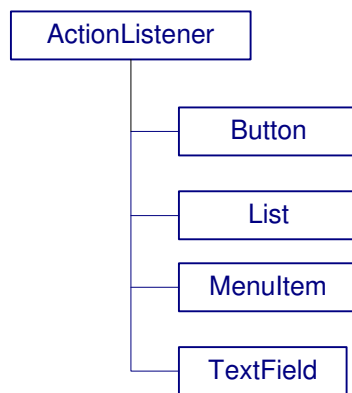 ActionListener
Button
List
MenuItem
TextField